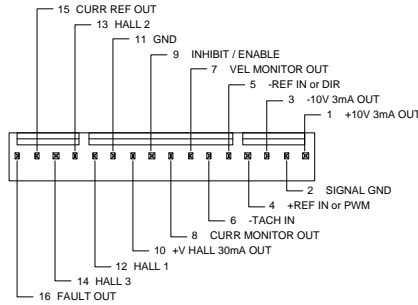 15 CURR REF OUT
13 HALL 2
11 GND
9 INHIBIT / ENABLE
7 VEL MONITOR OUT
5 -REF IN or DIR
3 -10V 3mA OUT
1 +10V 3mA OUT
2 SIGNAL GND
4 +REF IN or PWM
6 -TACH IN
8 CURR MONITOR OUT
10 +V HALL 30mA OUT
12 HALL 1
14 HALL 3
16 FAULT OUT